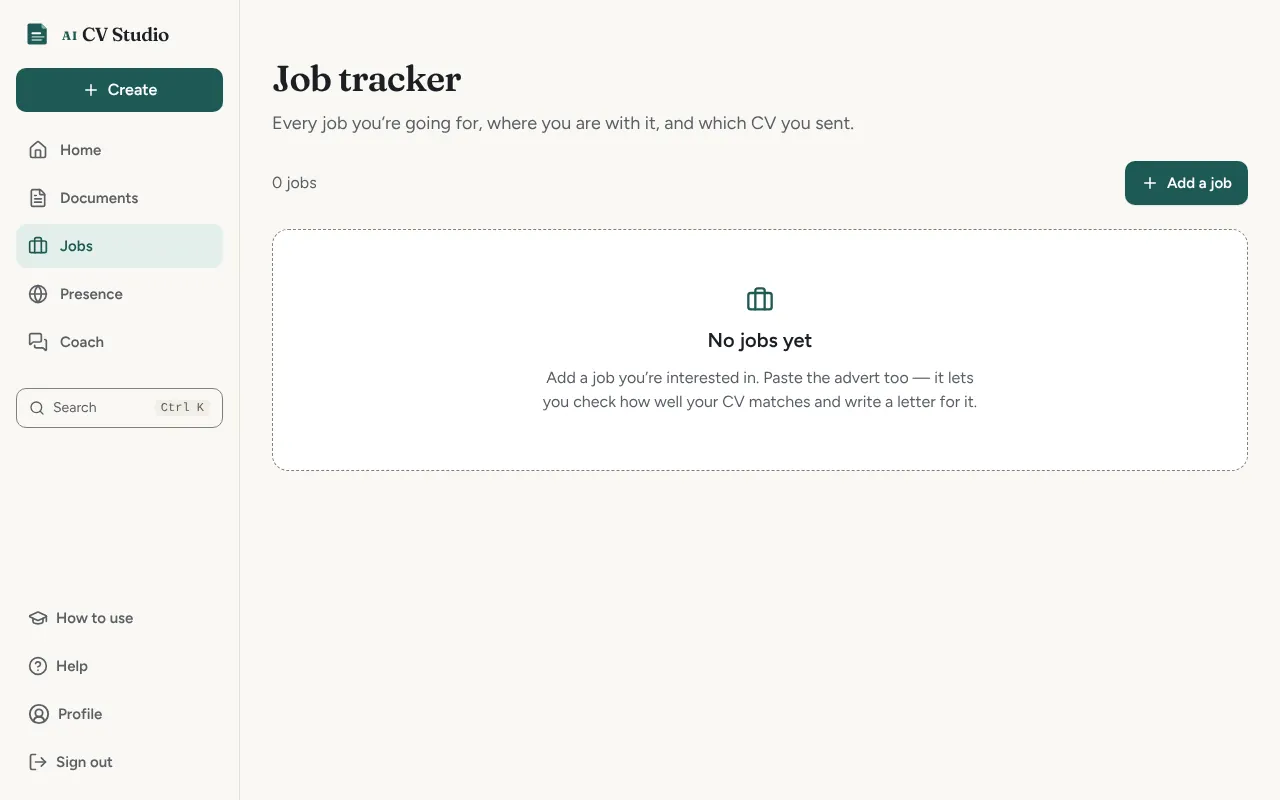 AI CV Studio
+ Create
Home
Documents
Jobs
Presence
Coach
Search Ctrl K
How to use
Help
Profile
Sign out
Job tracker
Every job you’re going for, where you are with it, and which CV you sent.
0 jobs
+ Add a job
No jobs yet
Add a job you’re interested in. Paste the advert too — it lets
you check how well your CV matches and write a letter for it.